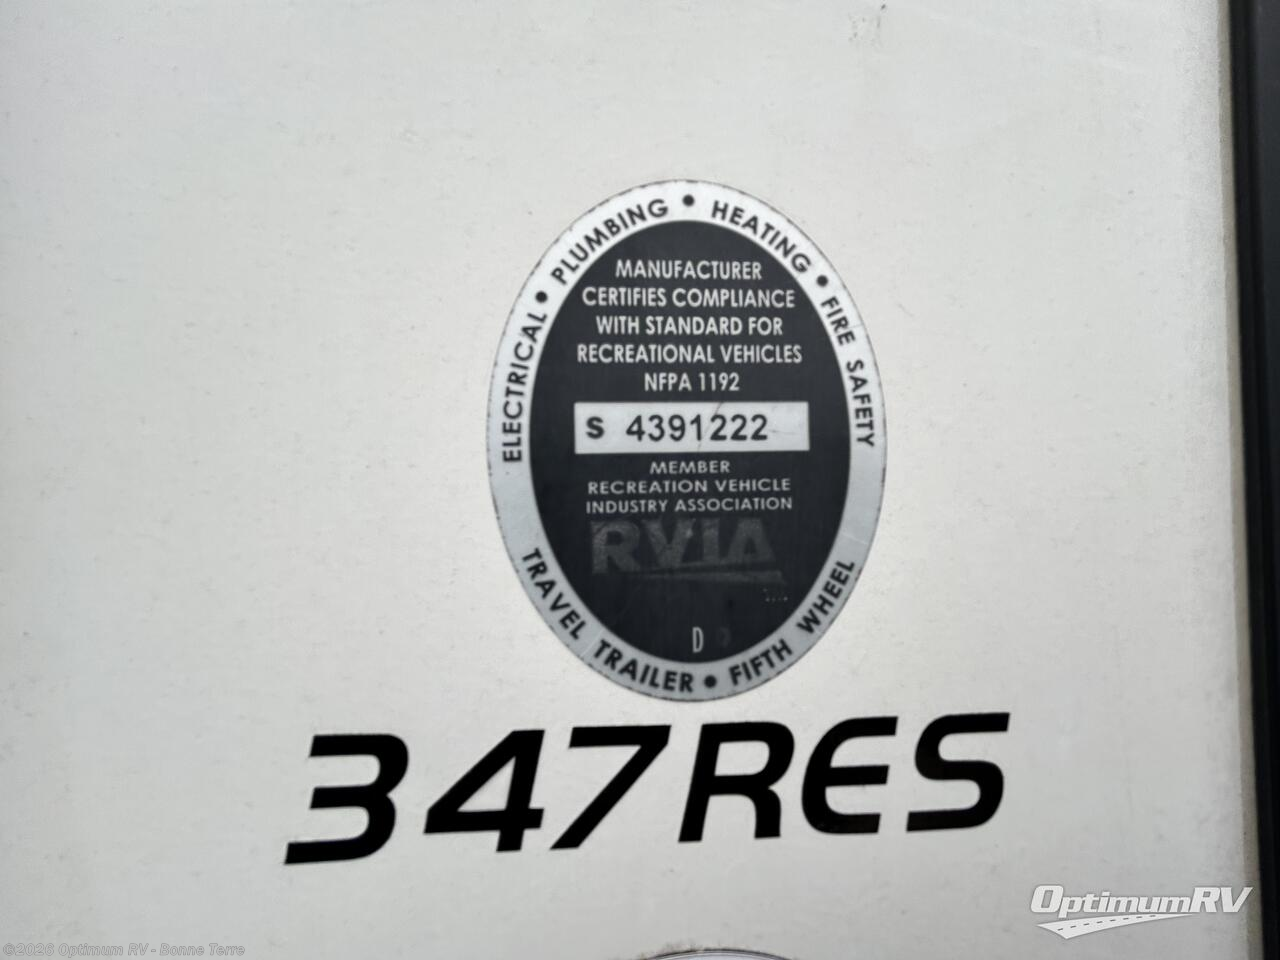 ELECTRICAL • PLUMBING • HEATING • FIRE SAFETY
MANUFACTURER
CERTIFIES COMPLIANCE
WITH STANDARD FOR
RECREATIONAL VEHICLES
NFPA 1192
S 4391222
MEMBER
RECREATION VEHICLE
INDUSTRY ASSOCIATION
RVIA
D
TRAVEL TRAILER • FIFTH WHEEL
347RES
OptimumRV
©2026 Optimum RV - Bonne Terre